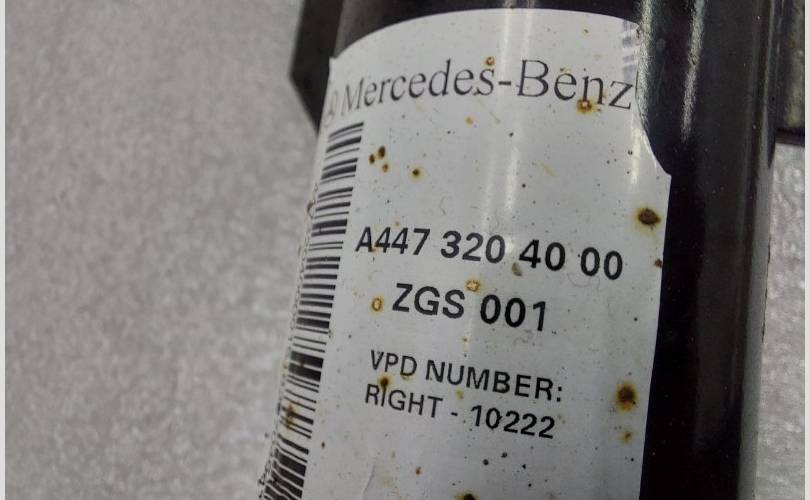 Mercedes-Benz
A447 320 40 00
ZGS 001
VPD NUMBER:
RIGHT - 10222